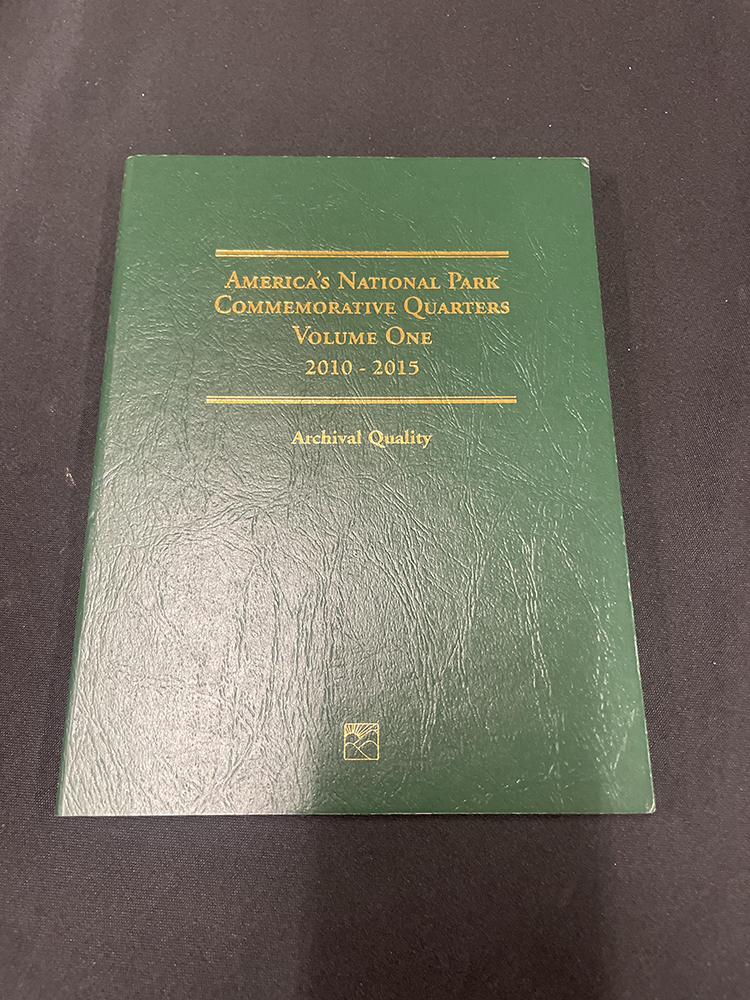 America's National Park
Commemorative Quarters
Volume One
2010 - 2015
Archival Quality